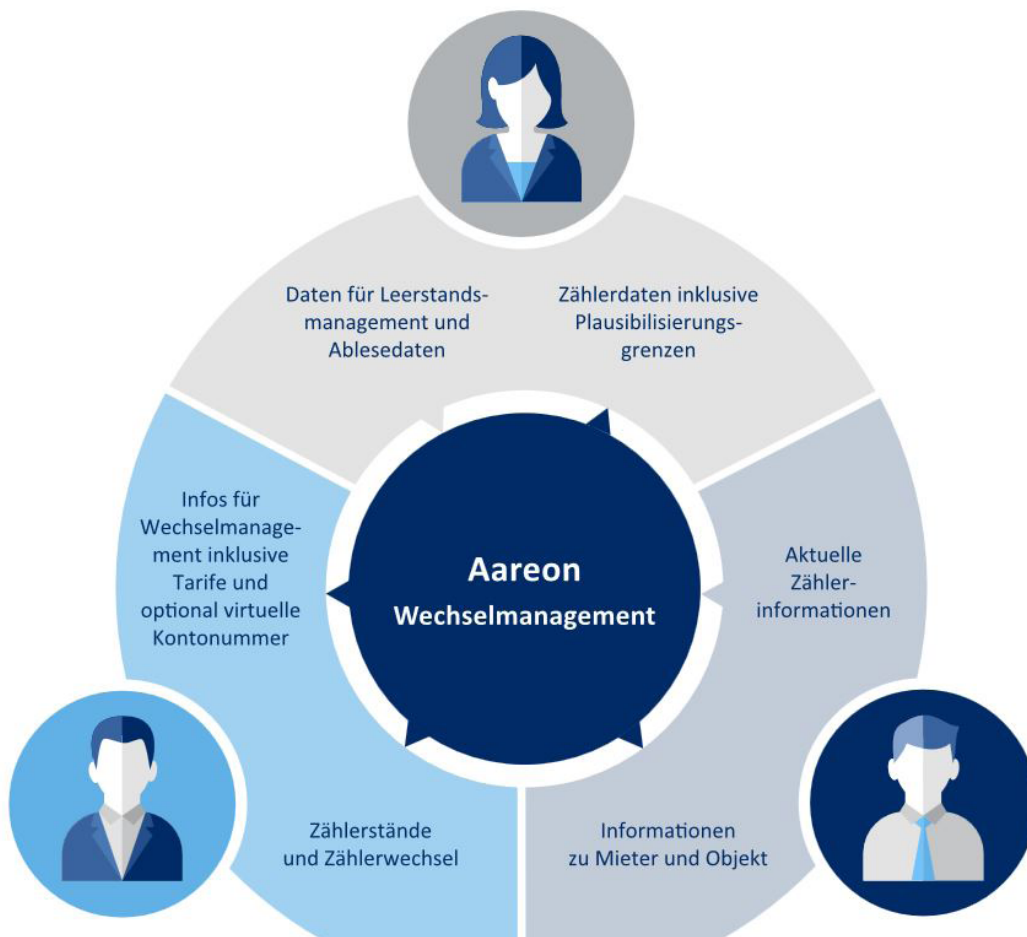 Daten für Leerstands-
management und
Ablesedaten
Zählerdaten inklusive
Plausibilisierungs-
grenzen
Infos für
Wechselmanage-
ment inklusive
Tarife und
optional virtuelle
Kontonummer
Aareon
Wechselmanagement
Aktuelle
Zähler-
informationen
Zählerstände
und Zählerwechsel
Informationen
zu Mieter und Objekt